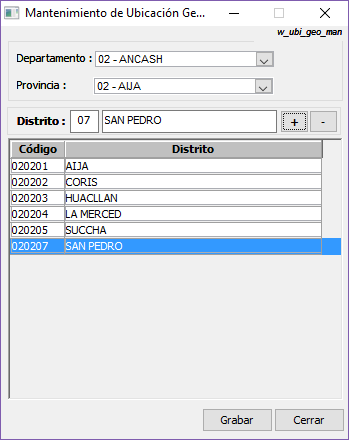 Mantenimiento de Ubicación Ge...
w_ubi_geo_man
Departamento : 02 - ANCASH
Provincia : 02 - AIJA
Distrito : 07 SAN PEDRO + -
Código Distrito
020201 AIJA
020202 CORIS
020203 HUACLLAN
020204 LA MERCED
020205 SUCCHA
020207 SAN PEDRO
Grabar Cerrar